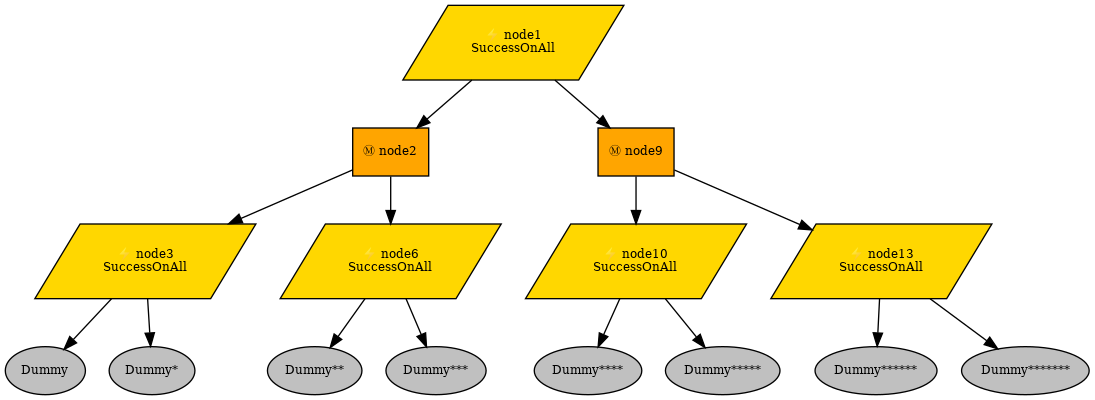 ⚡ node1
SuccessOnAll
Ⓜ node2
Ⓜ node9
⚡ node3
SuccessOnAll
⚡ node6
SuccessOnAll
⚡ node10
SuccessOnAll
⚡ node13
SuccessOnAll
Dummy
Dummy*
Dummy**
Dummy***
Dummy****
Dummy*****
Dummy******
Dummy*******